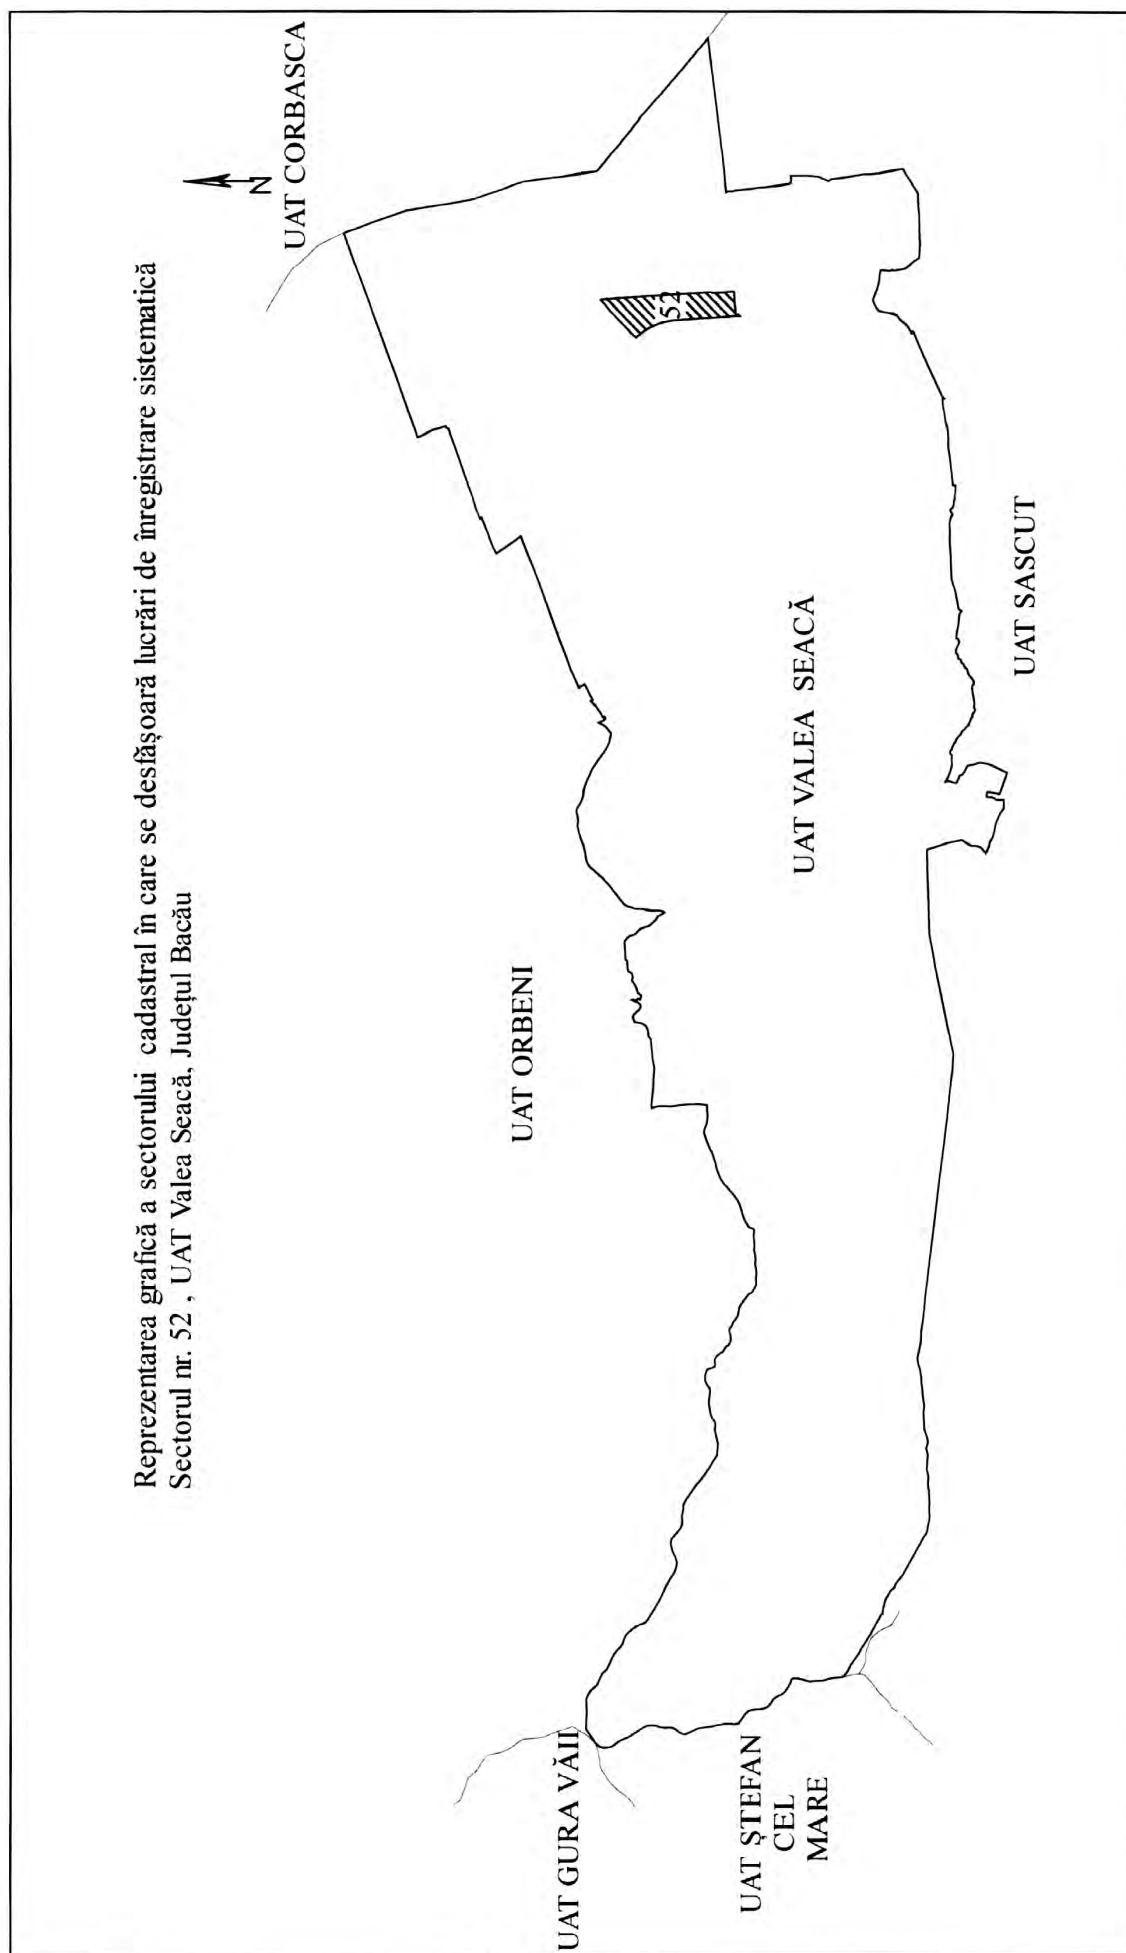 Reprezentarea grafică a sectorului cadastral în care se desfășoară lucrări de înregistrare sistematică
Sectorul nr. 52 , UAT Valea Seacă, Județul Bacău
N
UAT CORBASCA
UAT ORBENI
52
UAT GURA VĂII
UAT VALEA SEACĂ
UAT ȘTEFAN
CEL
MARE
UAT SASCUT